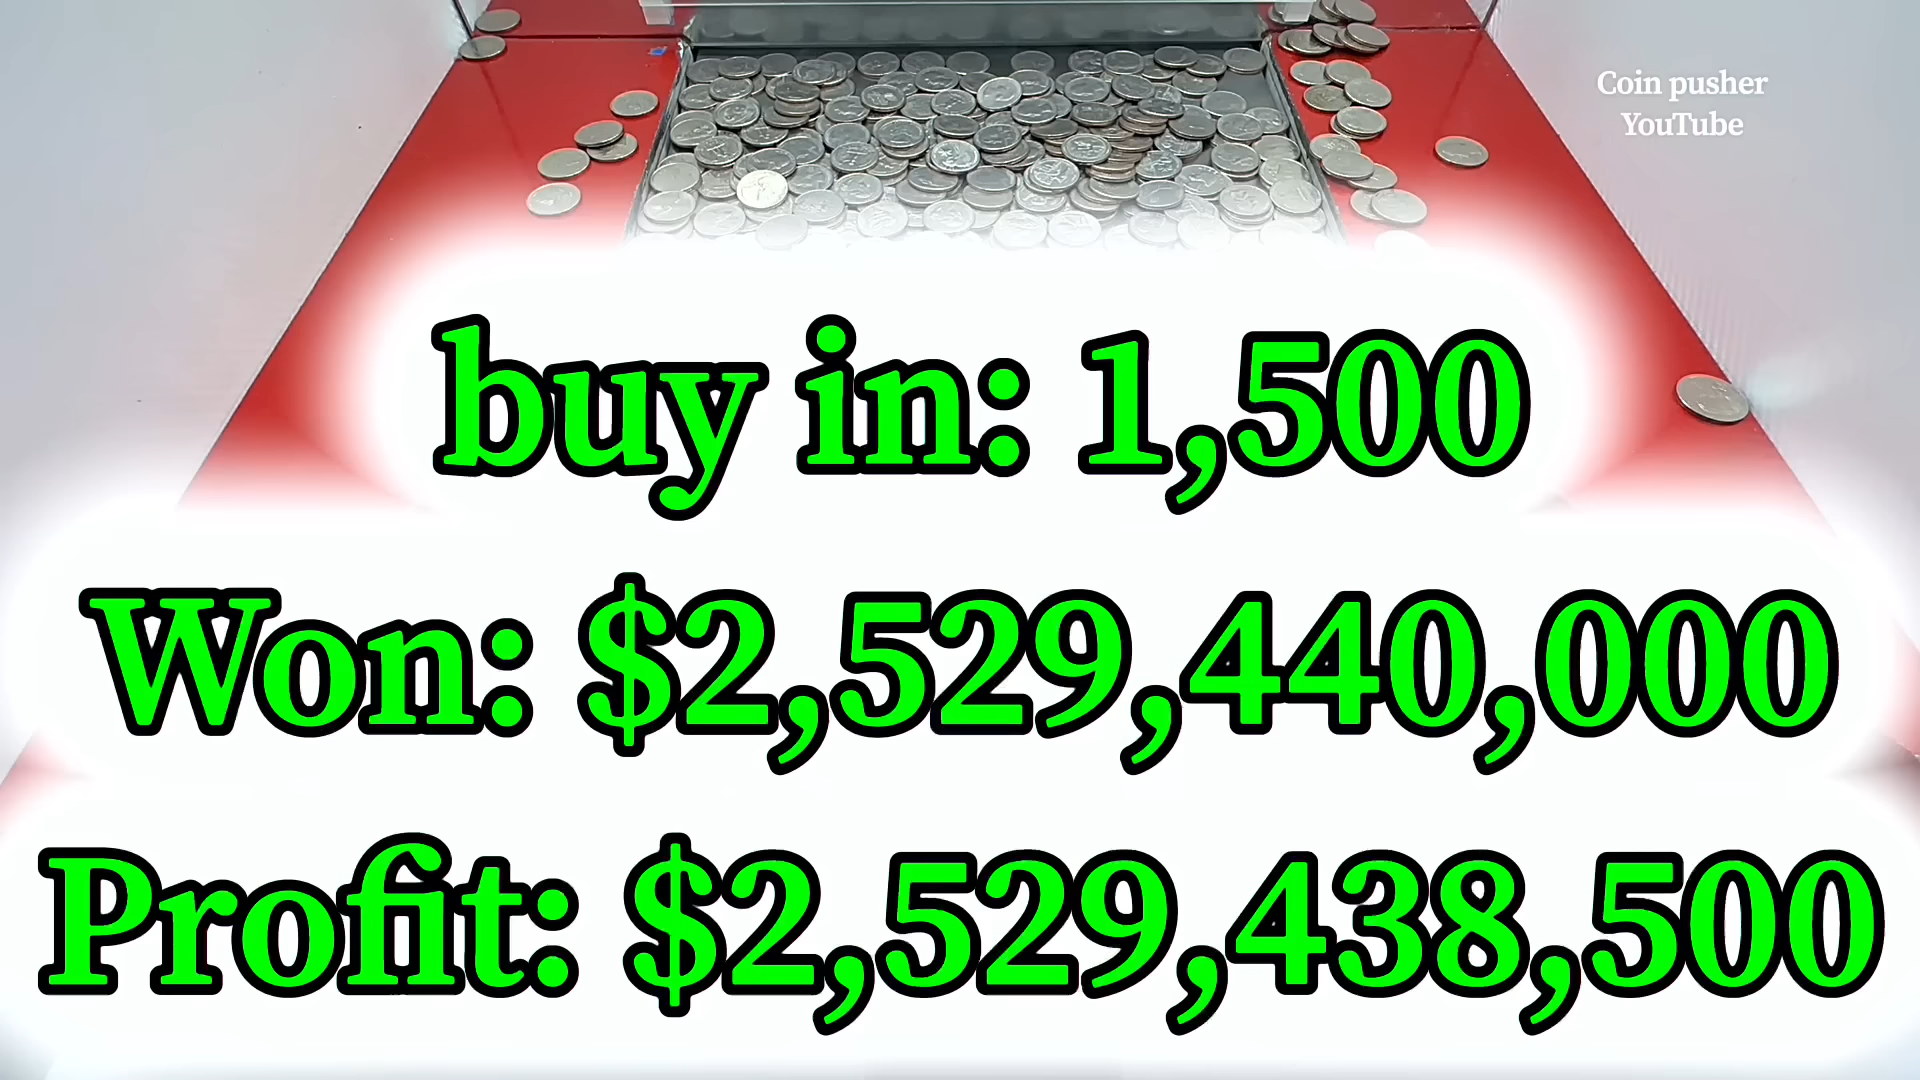 Coin pusher
YouTube
buy in: 1,500
Won: $2,529,440,000
Profit: $2,529,438,500